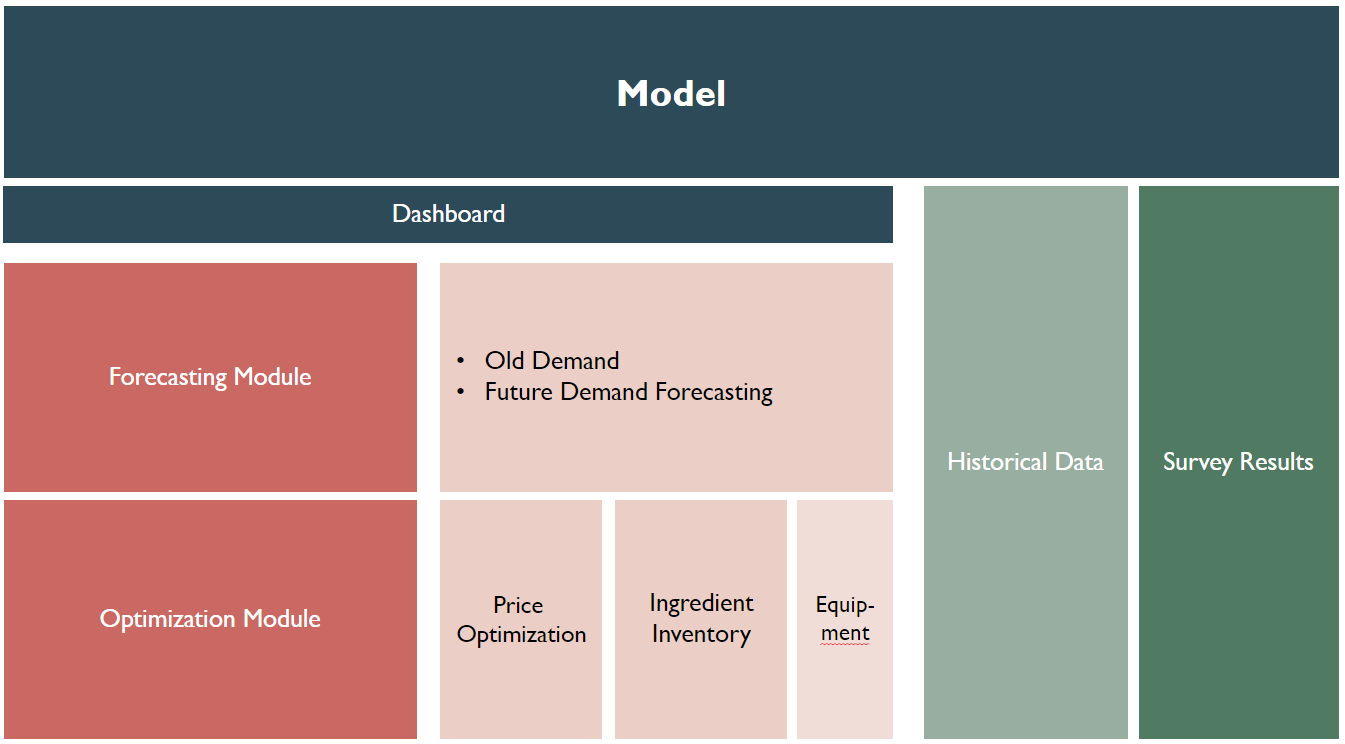 Model
Dashboard
Forecasting Module
• Old Demand
• Future Demand Forecasting
Historical Data
Survey Results
Optimization Module
Price
Optimization
Ingredient
Inventory
Equip-
ment